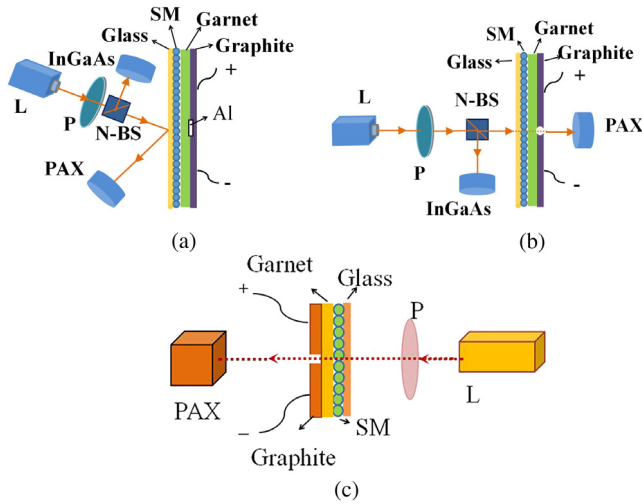 SM
Garnet
Glass
Graphite
InGaAs
+
L
P
N-BS
Al
PAX
-
(a)
SM
Garnet
Glass
Graphite
+
N-BS
PAX
L
P
InGaAs
-
(b)
Garnet
Glass
+
P
PAX
L
–
SM
Graphite
(c)